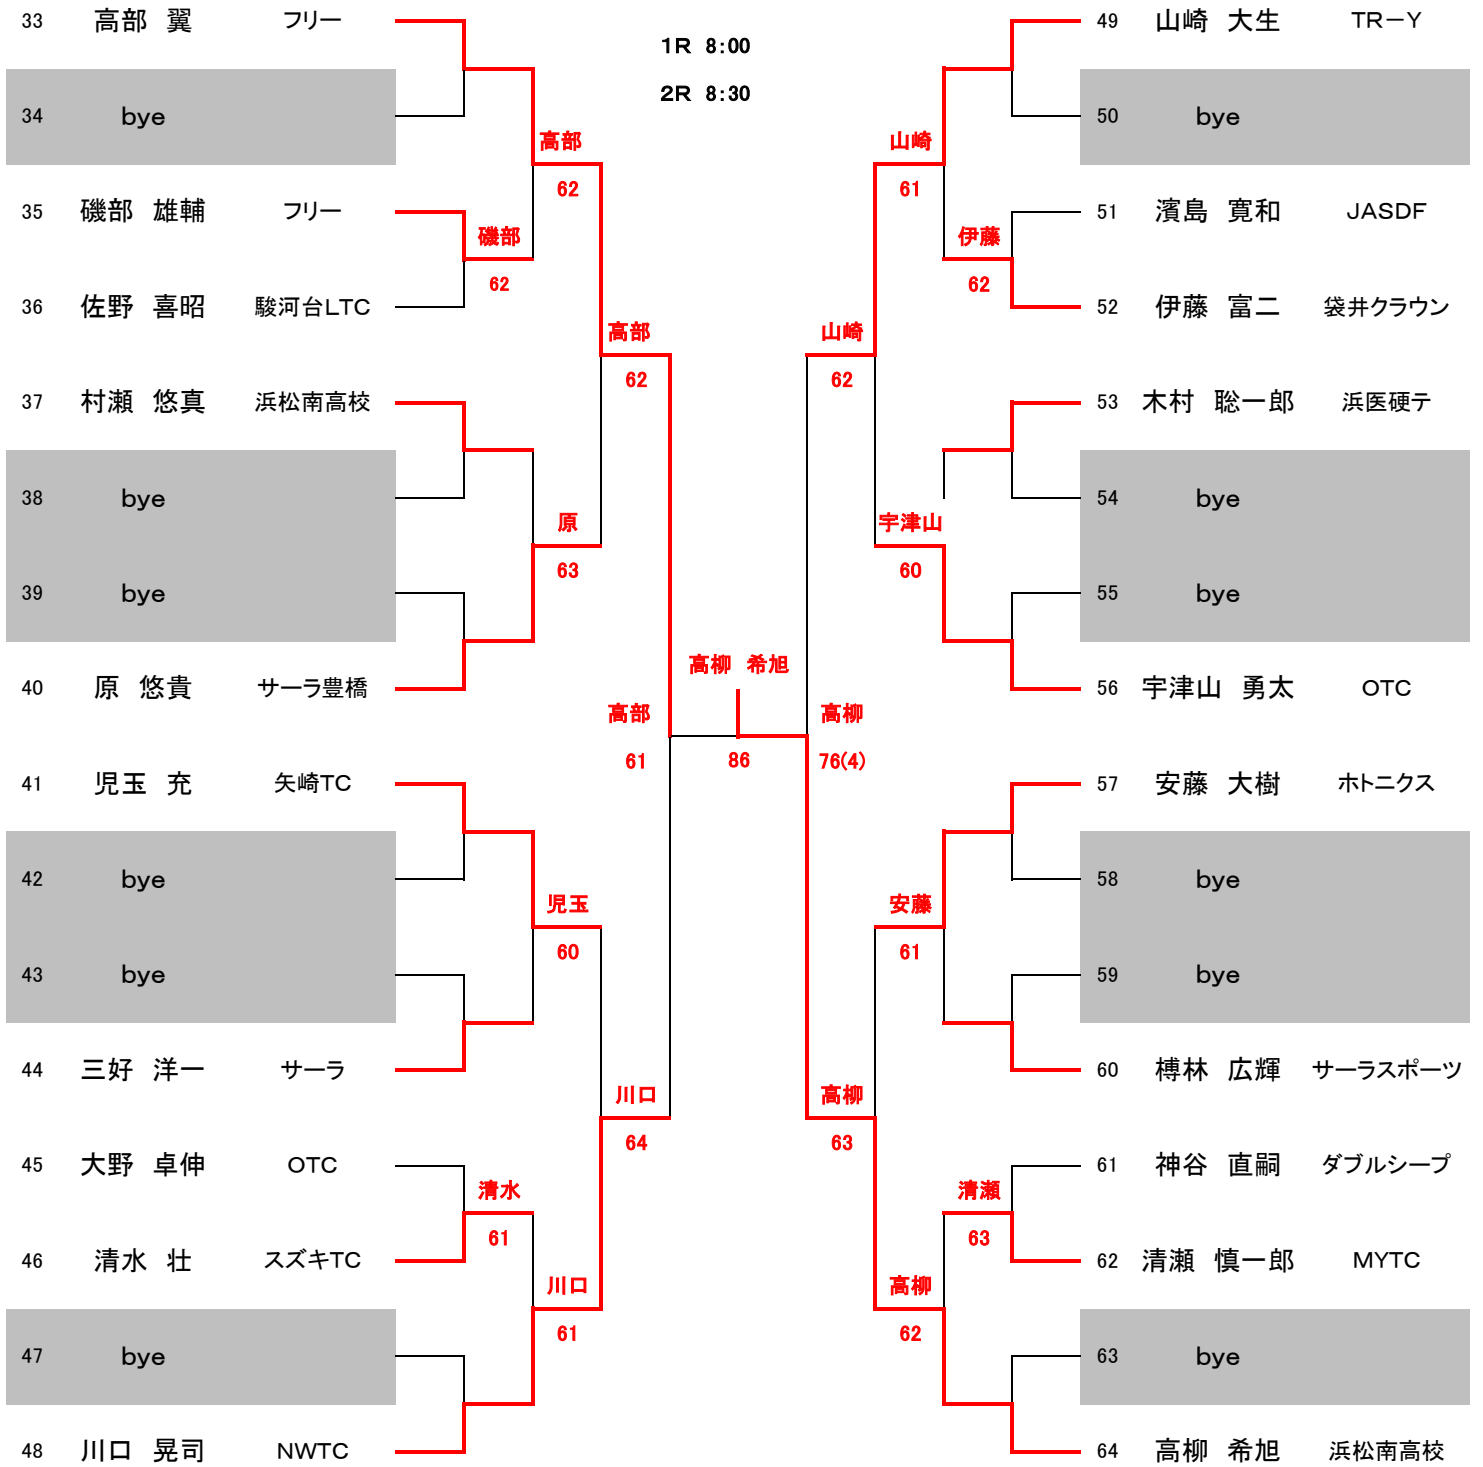 33 高部 翼 フリー
34 bye
35 磯部 雄輔 フリー
36 佐野 喜昭 駿河台LTC
37 村瀬 悠真 浜松南高校
38 bye
39 bye
40 原 悠貴 サーラ豊橋
41 児玉 充 矢崎TC
42 bye
43 bye
44 三好 洋一 サーラ
45 大野 卓伸 OTC
46 清水 壮 スズキTC
47 bye
48 川口 晃司 NWTC
高部
62
磯部
62
原
63
児玉
60
清水
61
川口
61
高部
62
川口
64
高部
61
1R 8:00
2R 8:30
高柳 希旭
86
高柳
76(4)
山崎
62
高柳
63
山崎
61
伊藤
62
宇津山
60
安藤
61
清瀬
63
高柳
62
49 山崎 大生 TR－Y
50 bye
51 濱島 寛和 JASDF
52 伊藤 富二 袋井クラウン
53 木村 聡一郎 浜医硬テ
54 bye
55 bye
56 宇津山 勇太 OTC
57 安藤 大樹 ホトニクス
58 bye
59 bye
60 榑林 広輝 サーラスポーツ
61 神谷 直嗣 ダブルシープ
62 清瀬 慎一郎 MYTC
63 bye
64 高柳 希旭 浜松南高校